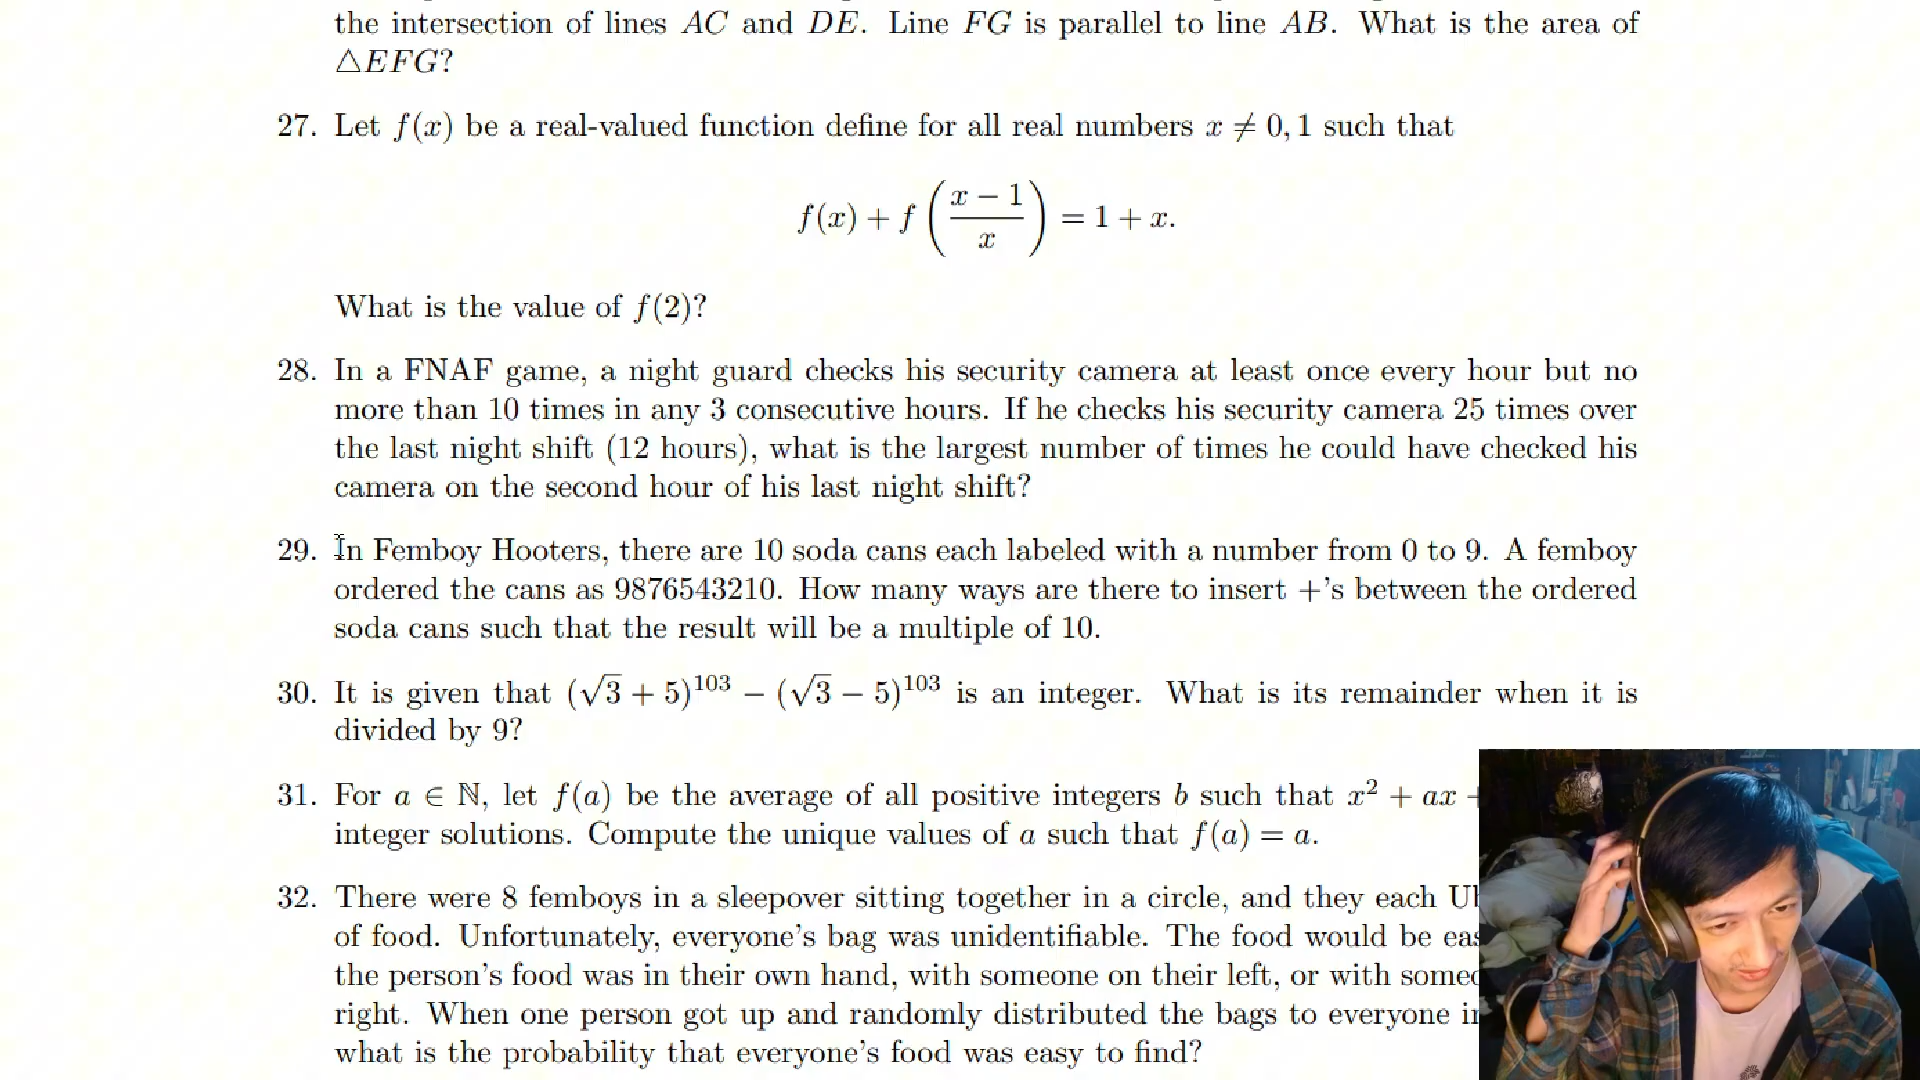 the intersection of lines AC and DE. Line FG is parallel to line AB. What is the area of
△EFG?
27. Let f(x) be a real-valued function define for all real numbers x ≠ 0, 1 such that
f(x) + f((x − 1)/x) = 1 + x.
What is the value of f(2)?
28. In a FNAF game, a night guard checks his security camera at least once every hour but no
more than 10 times in any 3 consecutive hours. If he checks his security camera 25 times over
the last night shift (12 hours), what is the largest number of times he could have checked his
camera on the second hour of his last night shift?
29. In Femboy Hooters, there are 10 soda cans each labeled with a number from 0 to 9. A femboy
ordered the cans as 9876543210. How many ways are there to insert +’s between the ordered
soda cans such that the result will be a multiple of 10.
30. It is given that (√3 + 5)¹⁰³ − (√3 − 5)¹⁰³ is an integer. What is its remainder when it is
divided by 9?
31. For a ∈ ℕ, let f(a) be the average of all positive integers b such that x² + ax
integer solutions. Compute the unique values of a such that f(a) = a.
32. There were 8 femboys in a sleepover sitting together in a circle, and they each
of food. Unfortunately, everyone’s bag was unidentifiable. The food would be
the person’s food was in their own hand, with someone on their left, or with
right. When one person got up and randomly distributed the bags to everyone
what is the probability that everyone’s food was easy to find?